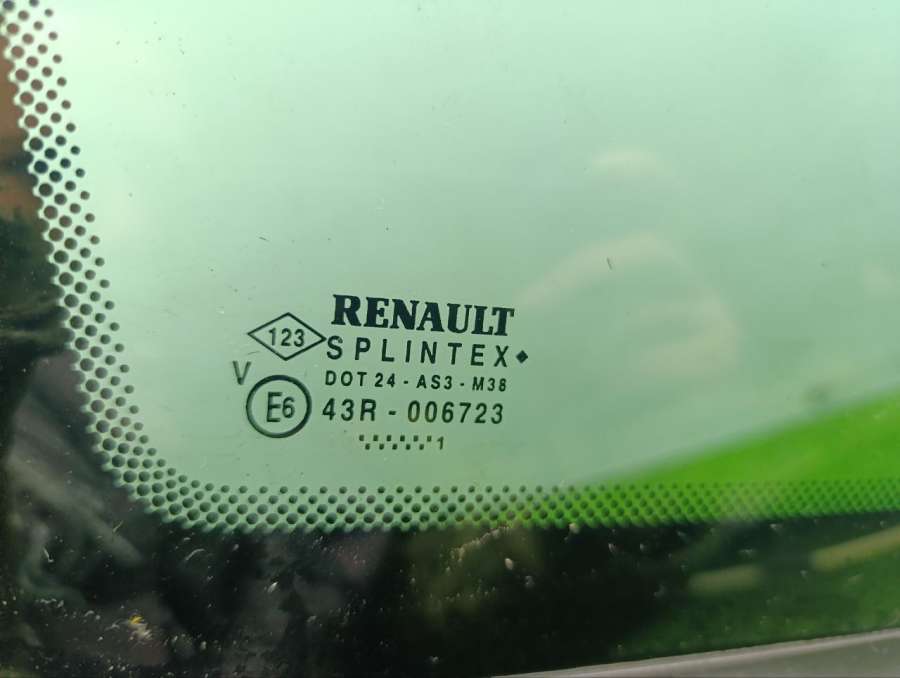 RENAULT
123
SPLINTEX
DOT 24 - AS3 - M38
V
E6
43R - 006723
1